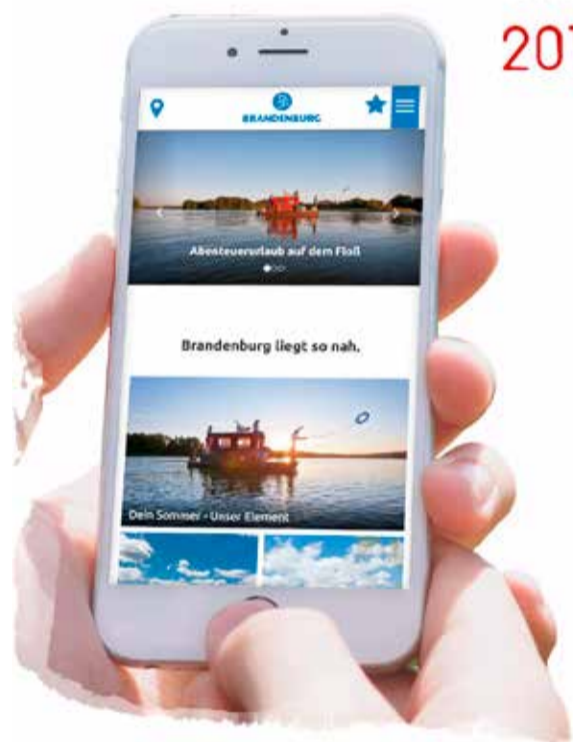 BRANDENBURG
Abenteuerurlaub auf dem Floß
Brandenburg liegt so nah.
Dein Sommer - Unser Element